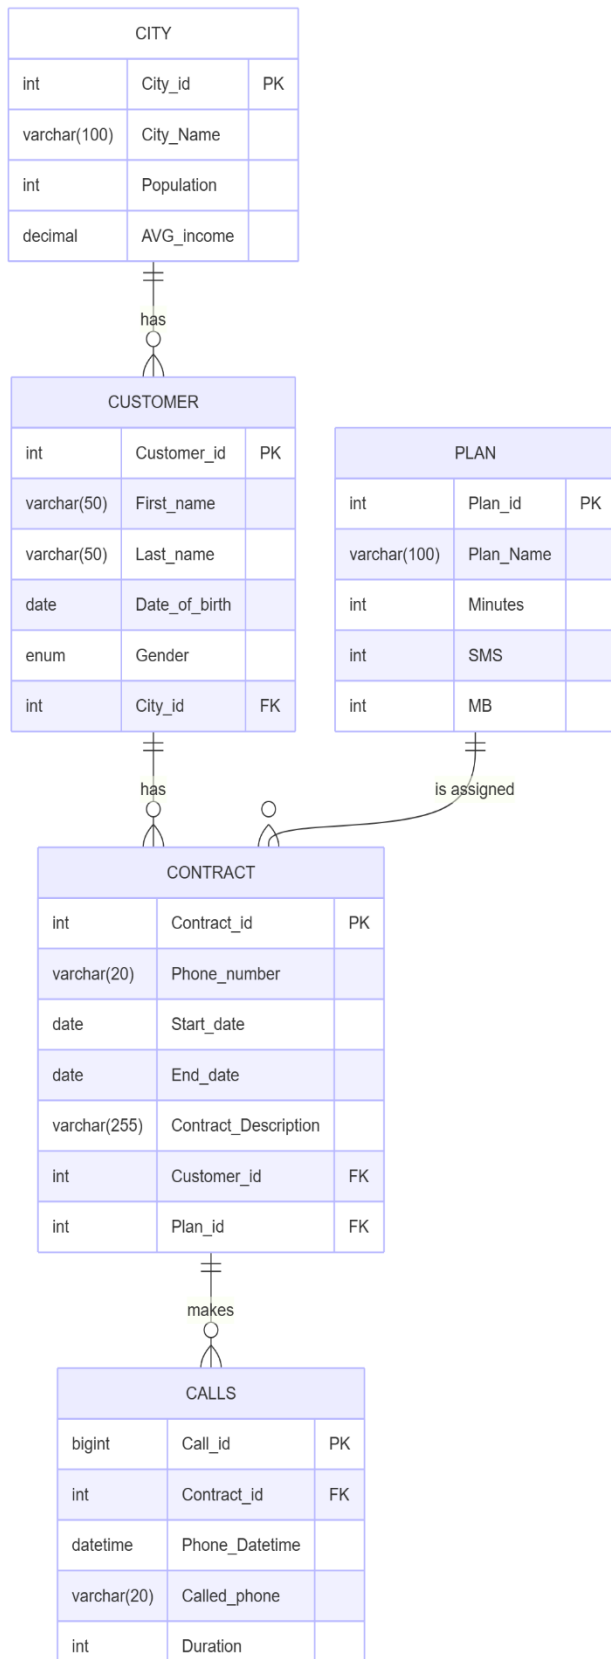 CITY
int City_id PK
varchar(100) City_Name
int Population
decimal AVG_income
has
CUSTOMER
int Customer_id PK
varchar(50) First_name
varchar(50) Last_name
date Date_of_birth
enum Gender
int City_id FK
PLAN
int Plan_id PK
varchar(100) Plan_Name
int Minutes
int SMS
int MB
has
is assigned
CONTRACT
int Contract_id PK
varchar(20) Phone_number
date Start_date
date End_date
varchar(255) Contract_Description
int Customer_id FK
int Plan_id FK
makes
CALLS
bigint Call_id PK
int Contract_id FK
datetime Phone_Datetime
varchar(20) Called_phone
int Duration